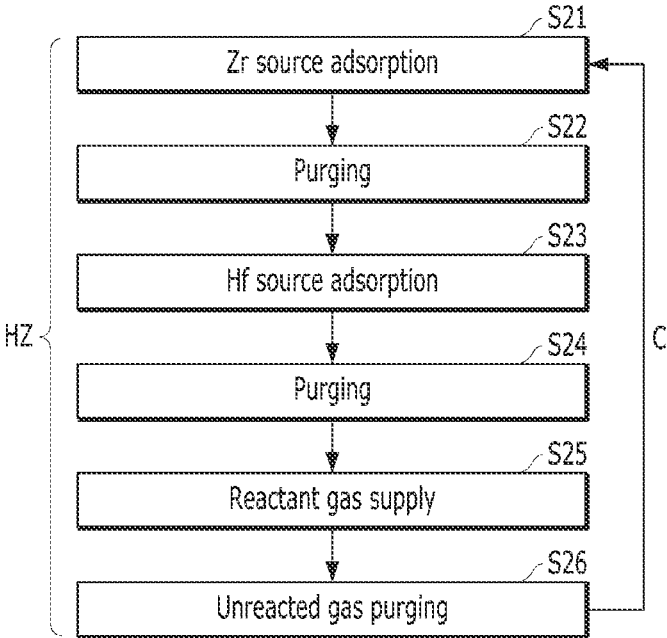 S21
Zr source adsorption
S22
Purging
S23
Hf source adsorption
HZ
S24
C
Purging
S25
Reactant gas supply
S26
Unreacted gas purging